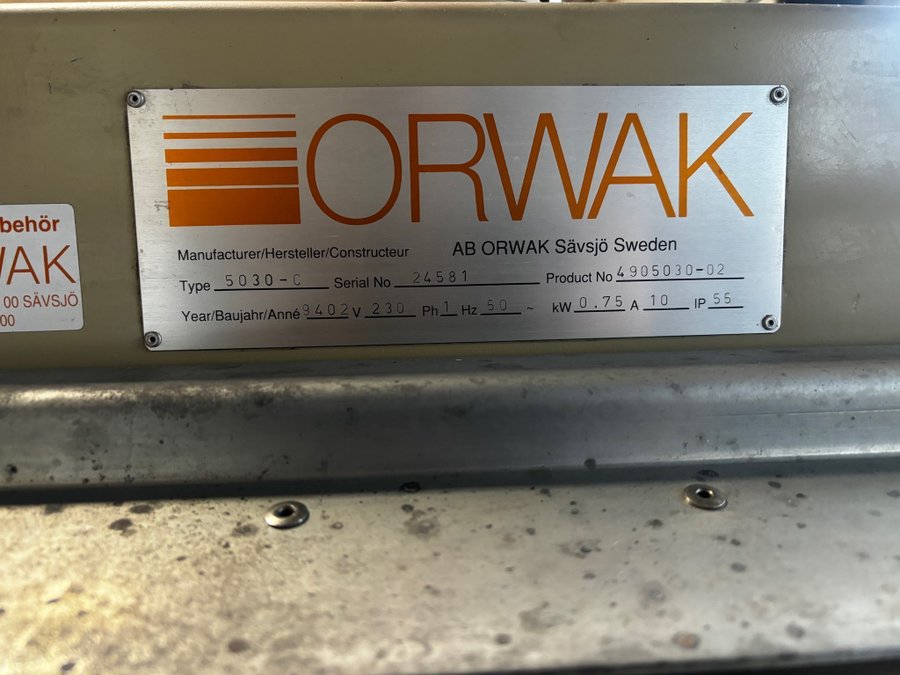 ORWAK
Manufacturer/Hersteller/Constructeur AB ORWAK Sävsjö Sweden
Type 5030-C Serial No 24581 Product No 4905030-02
Year/Baujahr/Anné 9402 V 230 Ph 1 Hz 50 ~ kW 0.75 A 10 IP 55
behör
WAK
00 SÄVSJÖ
00